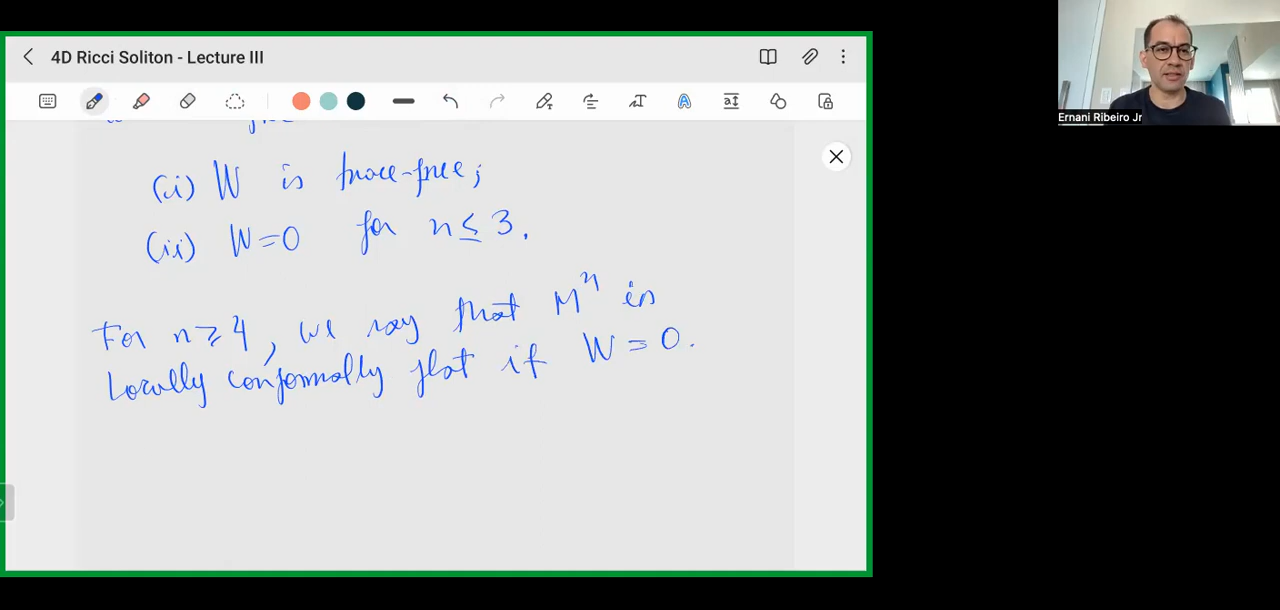 4D Ricci Soliton - Lecture III
Ernani Ribeiro Jr
(i) W is trace-free;
(ii) W=0 for n ≤ 3.
For n ≥ 4, we say that Mⁿ is
Locally conformally flat if W = 0.